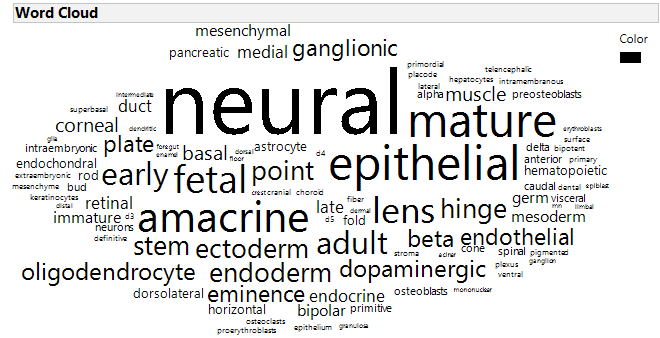 Word Cloud
Color
mesenchymal
pancreatic medial ganglionic
primordial telencephalic
placode hepatocytes intramembranous
lateral
neural
intermediate
superbasal duct
alpha muscle preosteoblasts
corneal dendritic
mature
erythroblasts
surface
glia
intraembryonic plate foregut
enamel basal dorsal
floor astrocyte d4
epithelial
delta bipotent
anterior primary
endochondral
extraembryonic rod early fetal point
hematopoietic
mesenchyme bud
keratinocytes
distal retinal
crest cranial choroid
caudal dental epiblast
germ visceral
immature d3 amacrine late fiber
dermal
d5 fold lens hinge
limbal
mesoderm
neurons
definitive
stem ectoderm adult beta endothelial
stroma cone spinal pigmented
ganglion
plexus
ventral
oligodendrocyte endoderm dopaminergic
dorsolateral eminence endocrine osteoblasts mononuclear
horizontal bipolar primitive
osteoclasts
proerythroblasts epithelium granulosa